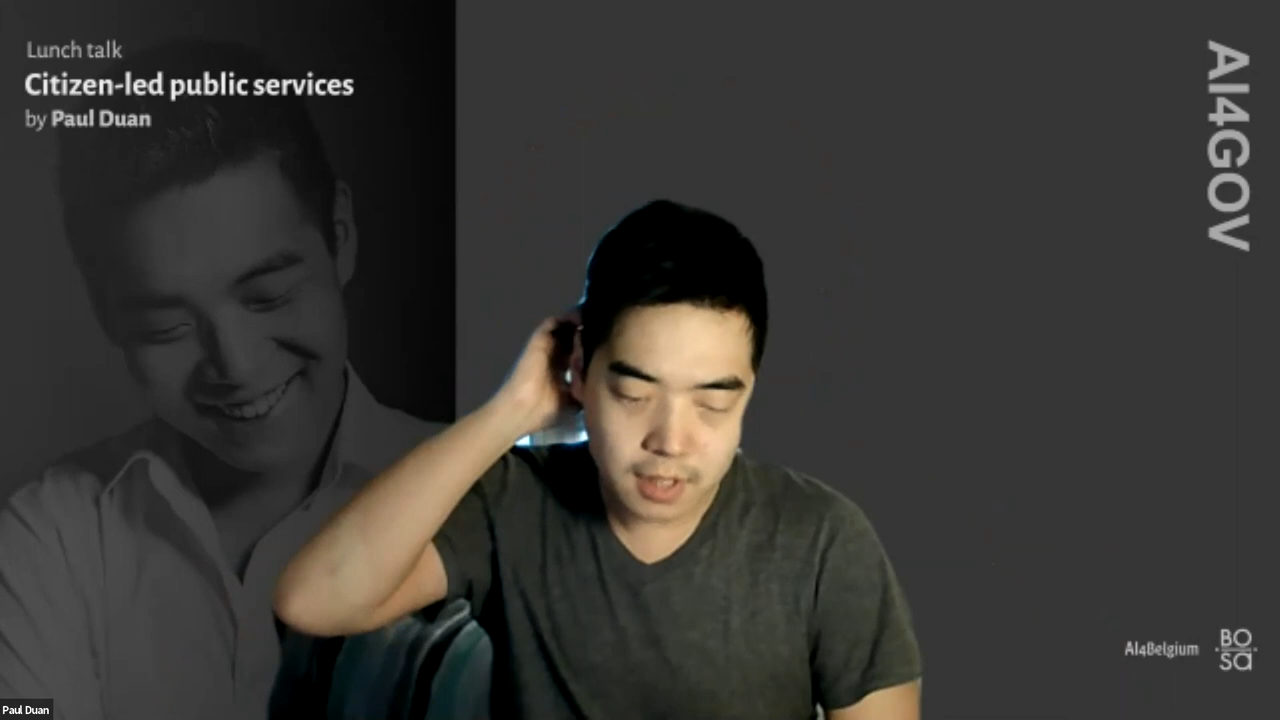 Lunch talk
Citizen-led public services
by Paul Duan
AI4GOV
AI4Belgium
BO
sa
Paul Duan